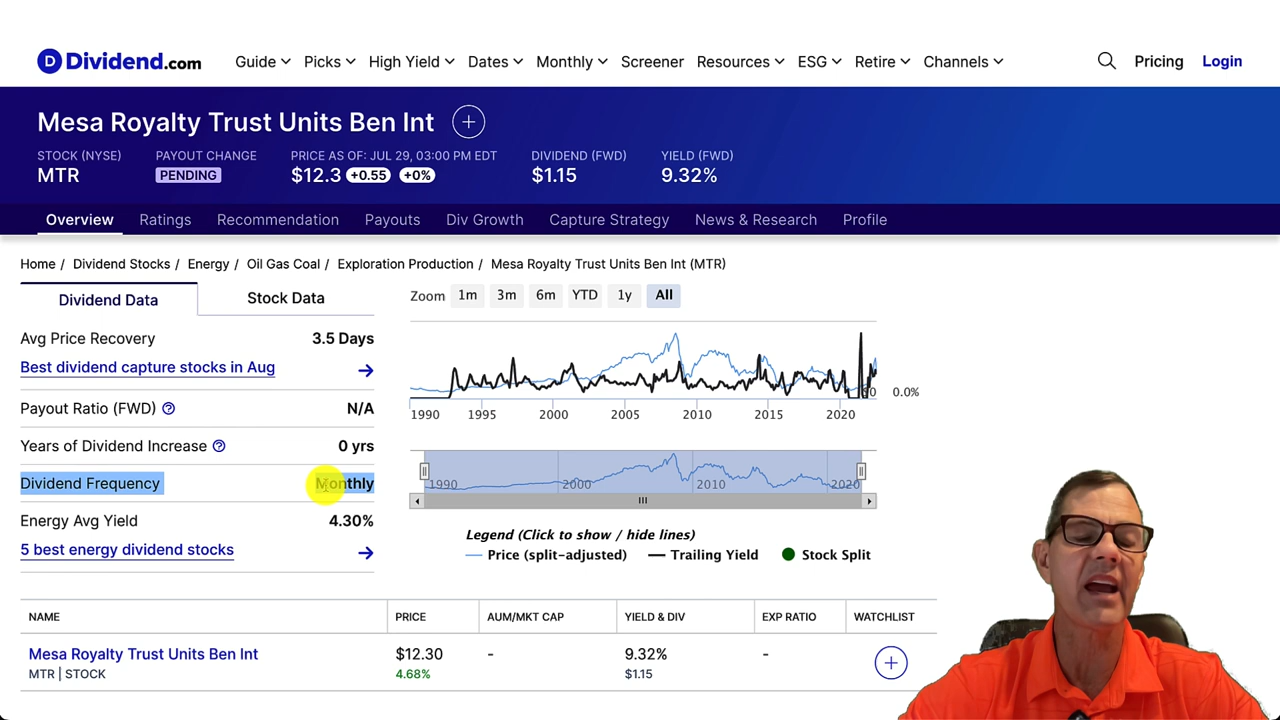 D Dividend.com Guide Picks High Yield Dates Monthly Screener Resources ESG Retire Channels Pricing Login
Mesa Royalty Trust Units Ben Int
STOCK (NYSE) PAYOUT CHANGE PRICE AS OF: JUL 29, 03:00 PM EDT DIVIDEND (FWD) YIELD (FWD)
MTR PENDING $12.3 +0.55 +0% $1.15 9.32%
Overview Ratings Recommendation Payouts Div Growth Capture Strategy News & Research Profile
Home / Dividend Stocks / Energy / Oil Gas Coal / Exploration Production / Mesa Royalty Trust Units Ben Int (MTR)
Dividend Data Stock Data
Avg Price Recovery 3.5 Days
Best dividend capture stocks in Aug
Payout Ratio (FWD) N/A
Years of Dividend Increase 0 yrs
Dividend Frequency Monthly
Energy Avg Yield 4.30%
5 best energy dividend stocks
Zoom 1m 3m 6m YTD 1y All
0.0%
1990 1995 2000 2005 2010 2015 2020
1990 2000 2010 2020
Legend (Click to show / hide lines)
Price (split-adjusted) Trailing Yield Stock Split
NAME PRICE AUM/MKT CAP YIELD & DIV EXP RATIO WATCHLIST
Mesa Royalty Trust Units Ben Int $12.30 - 9.32% -
MTR | STOCK 4.68% $1.15